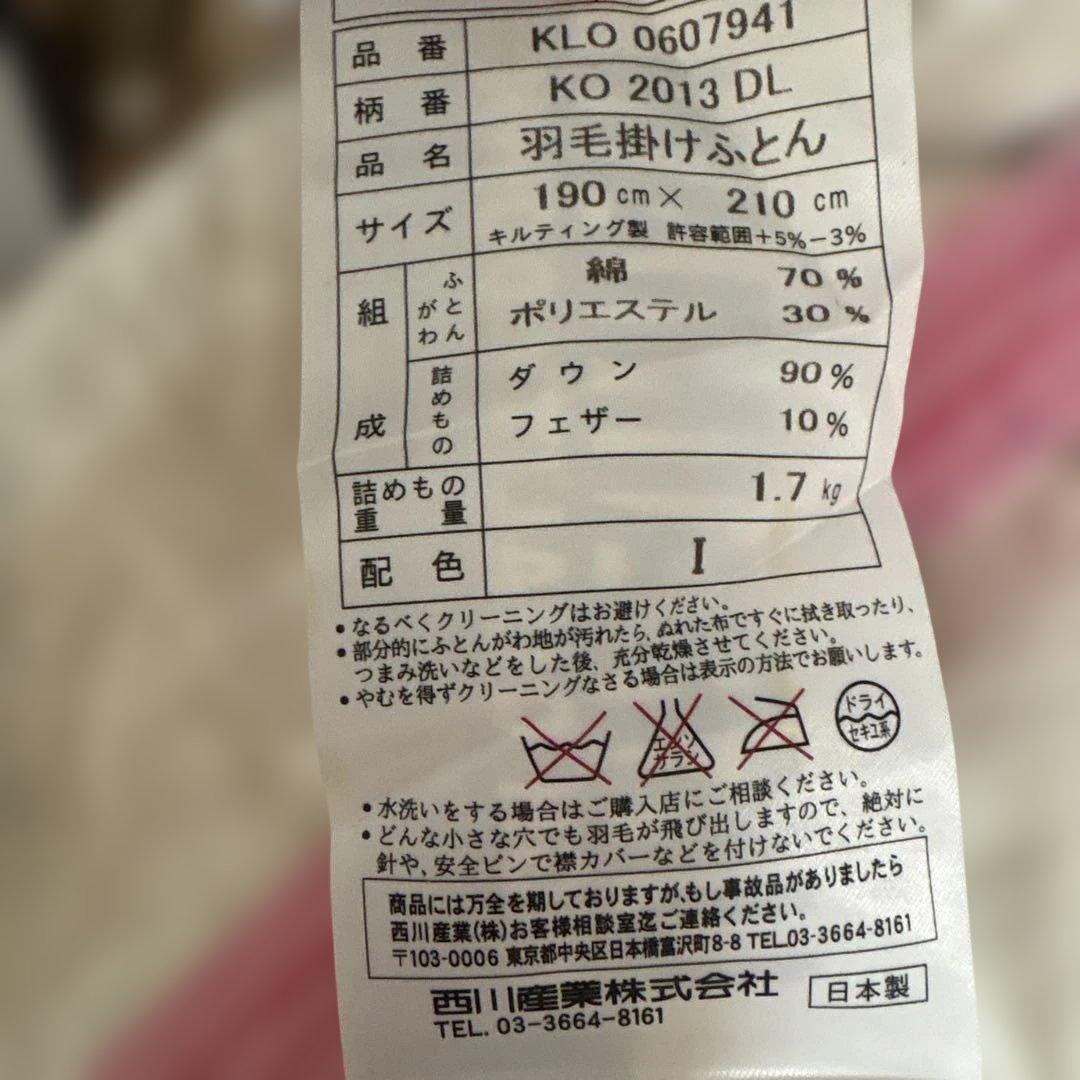 品番 KLO 0607941
柄番 KO 2013 DL
品名 羽毛掛けふとん
サイズ 190 cm× 210 cm
キルティング製 許容範囲+5%-3%
組成 ふとんがわ 綿 70 %
ポリエステル 30 %
詰めもの ダウン 90 %
フェザー 10 %
詰めもの重量 1.7 kg
配色 I
・なるべくクリーニングはお避けください。
・部分的にふとんがわ地が汚れたら、ぬれた布ですぐに拭き取ったり、
つまみ洗いなどをした後、充分乾燥させてください。
・やむを得ずクリーニングなさる場合は表示の方法でお願いします。
エンソ
サラシ
ドライ
セキユ系
・水洗いをする場合はご購入店にご相談ください。
・どんな小さな穴でも羽毛が飛び出しますので、絶対に
針や、安全ピンで襟カバーなどを付けないでください。
商品には万全を期しておりますが、もし事故品がありましたら
西川産業(株)お客様相談室迄ご連絡ください。
〒103-0006 東京都中央区日本橋富沢町8-8 TEL.03-3664-8161
西川産業株式会社 日本製
TEL. 03-3664-8161